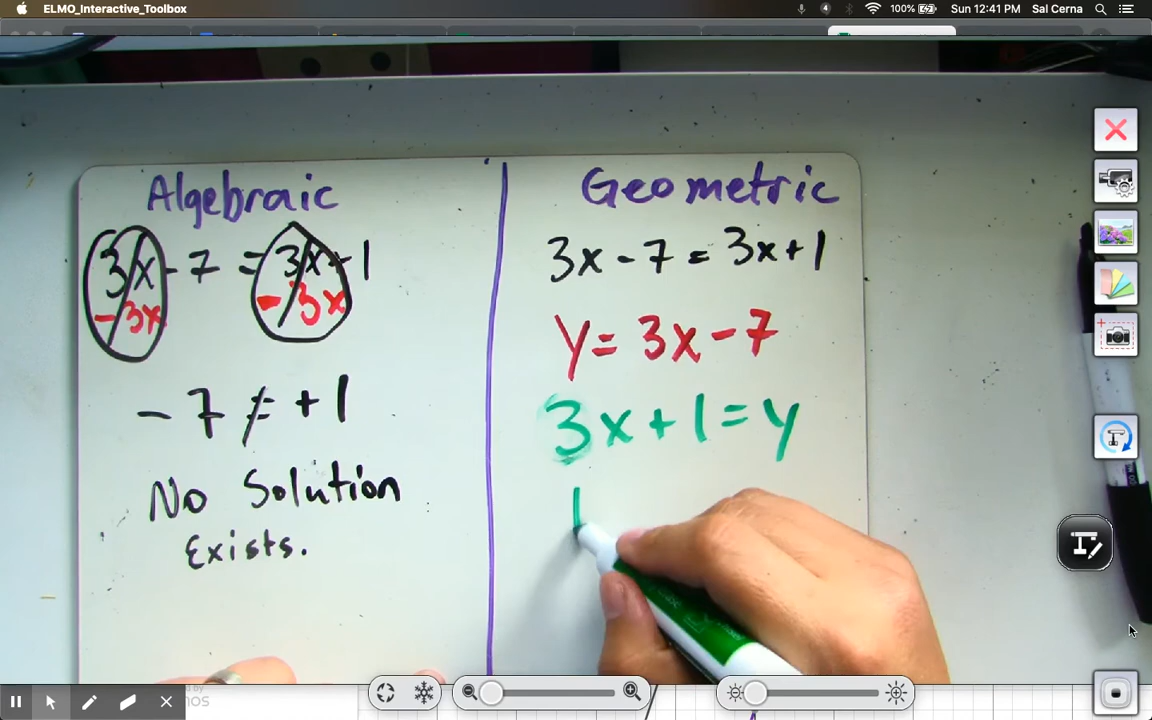 ELMO_Interactive_Toolbox 4 100% Sun 12:41 PM Sal Cerna
Algebraic
3x - 7 = 3x + 1
- 3x - 3x
- 7 ≠ + 1
No Solution
Exists.
Geometric
3x - 7 = 3x + 1
y = 3x - 7
3x + 1 = y